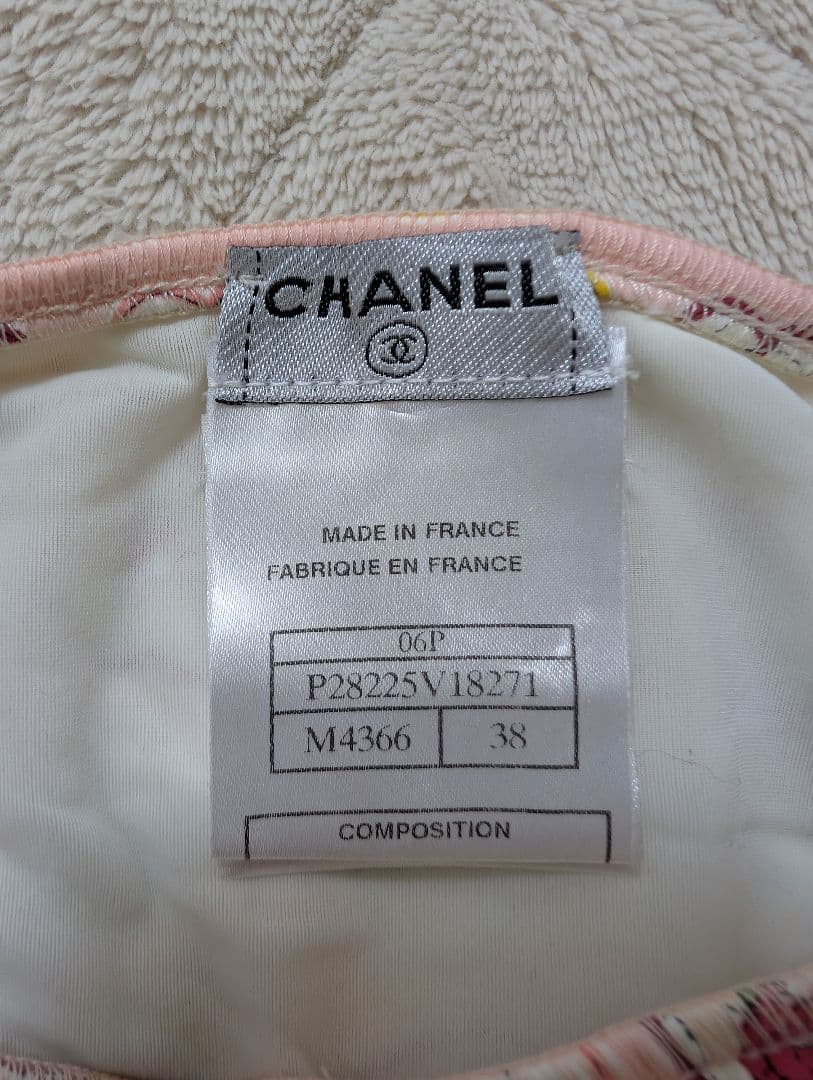 CHANEL
MADE IN FRANCE
FABRIQUE EN FRANCE
06P
P28225V18271
M4366 38
COMPOSITION